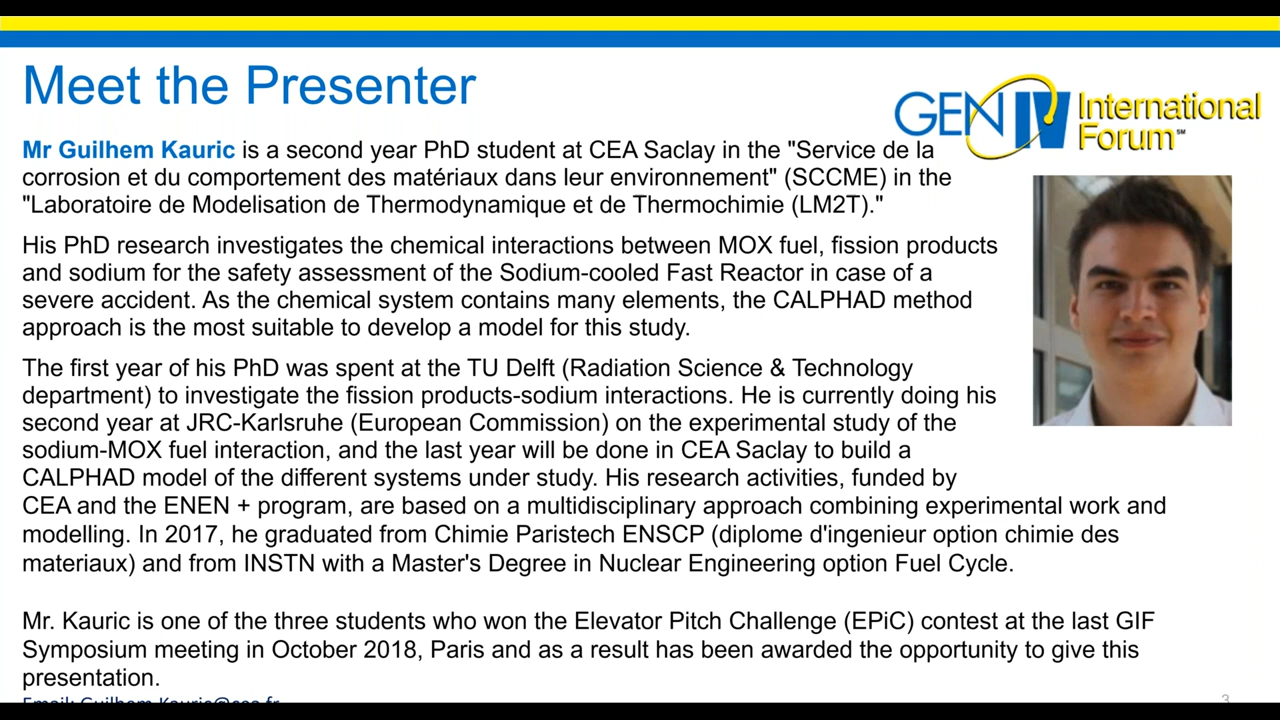 Meet the Presenter
GEN IV International
Forum℠
Mr Guilhem Kauric is a second year PhD student at CEA Saclay in the "Service de la
corrosion et du comportement des matériaux dans leur environnement" (SCCME) in the
"Laboratoire de Modelisation de Thermodynamique et de Thermochimie (LM2T)."
His PhD research investigates the chemical interactions between MOX fuel, fission products
and sodium for the safety assessment of the Sodium-cooled Fast Reactor in case of a
severe accident. As the chemical system contains many elements, the CALPHAD method
approach is the most suitable to develop a model for this study.
The first year of his PhD was spent at the TU Delft (Radiation Science & Technology
department) to investigate the fission products-sodium interactions. He is currently doing his
second year at JRC-Karlsruhe (European Commission) on the experimental study of the
sodium-MOX fuel interaction, and the last year will be done in CEA Saclay to build a
CALPHAD model of the different systems under study. His research activities, funded by
CEA and the ENEN + program, are based on a multidisciplinary approach combining experimental work and
modelling. In 2017, he graduated from Chimie Paristech ENSCP (diplome d'ingenieur option chimie des
materiaux) and from INSTN with a Master's Degree in Nuclear Engineering option Fuel Cycle.
Mr. Kauric is one of the three students who won the Elevator Pitch Challenge (EPiC) contest at the last GIF
Symposium meeting in October 2018, Paris and as a result has been awarded the opportunity to give this
presentation.
Email: Guilhem.Kauric@cea.fr
3